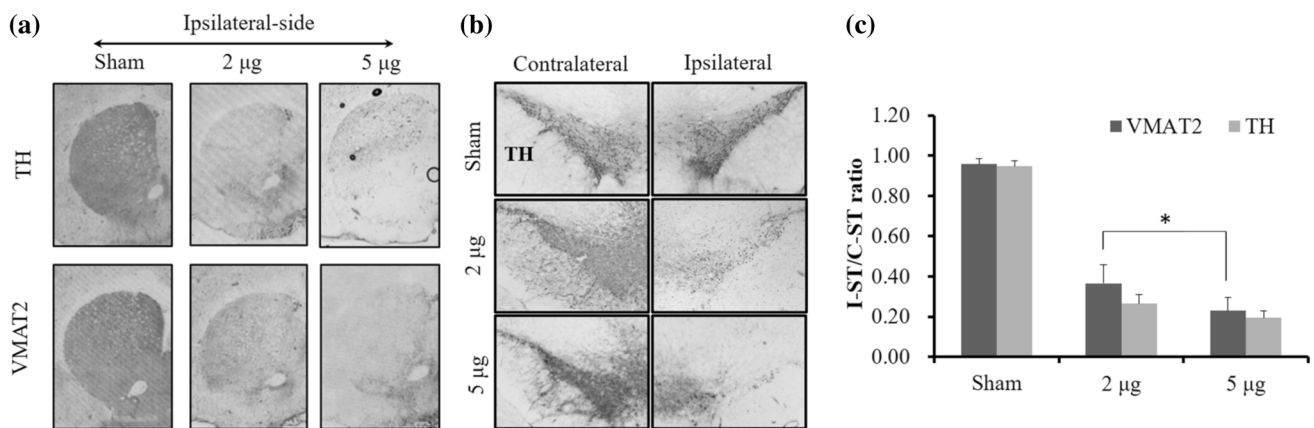 (a)
Ipsilateral-side
Sham 2 µg 5 µg
TH
VMAT2
(b)
Contralateral Ipsilateral
Sham
TH
2 µg
5 µg
(c)
VMAT2 TH
I-ST/C-ST ratio
1.20
1.00
0.80
0.60
0.40
0.20
0.00
*
Sham 2 µg 5 µg